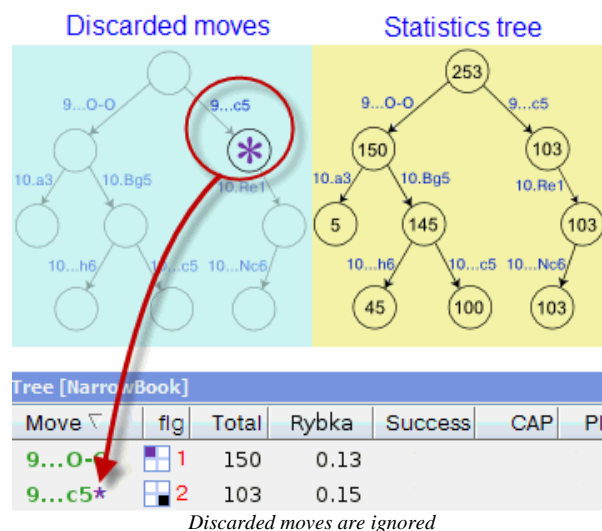 Discarded moves Statistics tree
253
9...O-O 9...c5 9...O-O 9...c5
* 150 103
10.a3 10.Bg5 10.Re1 10.a3 10.Bg5 10.Re1
5 145 103
10...h6 10...c5 10...Nc6 10...h6 10...c5 10...Nc6
45 100 103
Tree [NarrowBook]
Move flg Total Rybka Success CAP
9...O-O 1 150 0.13
9...c5* 2 103 0.15
Discarded moves are ignored